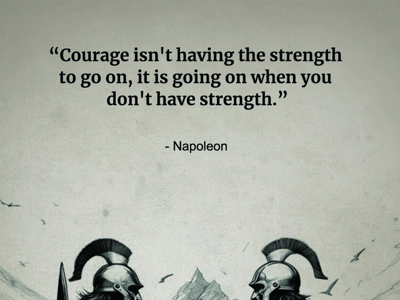 “Courage isn't having the strength
to go on, it is going on when you
don't have strength.”
- Napoleon